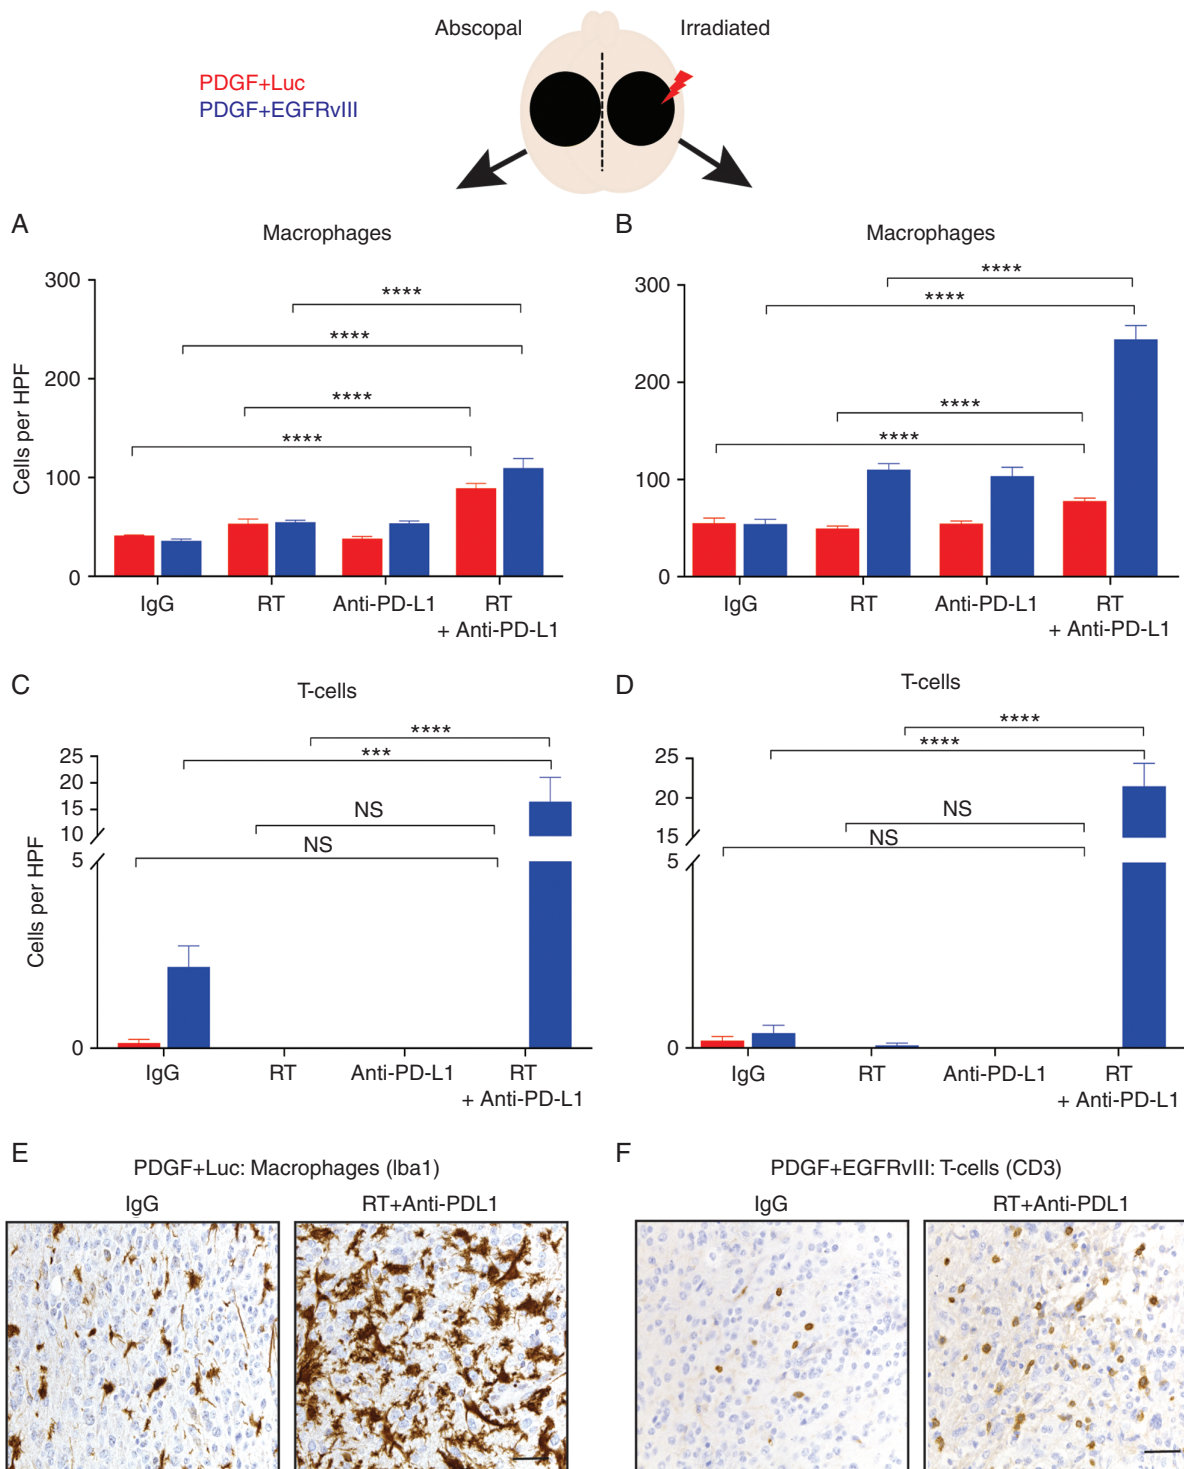 Abscopal
Irradiated
PDGF+Luc
PDGF+EGFRvIII
A
Macrophages
300
200
100
0
Cells per HPF
****
****
****
****
IgG
RT
Anti-PD-L1
RT
+ Anti-PD-L1
B
Macrophages
300
200
100
0
****
****
****
****
IgG
RT
Anti-PD-L1
RT
+ Anti-PD-L1
C
T-cells
25
20
15
10
5
0
Cells per HPF
****
***
NS
NS
IgG
RT
Anti-PD-L1
RT
+ Anti-PD-L1
D
T-cells
25
20
15
5
0
****
****
NS
NS
IgG
RT
Anti-PD-L1
RT
+ Anti-PD-L1
E
PDGF+Luc: Macrophages (Iba1)
IgG
RT+Anti-PDL1
F
PDGF+EGFRvIII: T-cells (CD3)
IgG
RT+Anti-PDL1